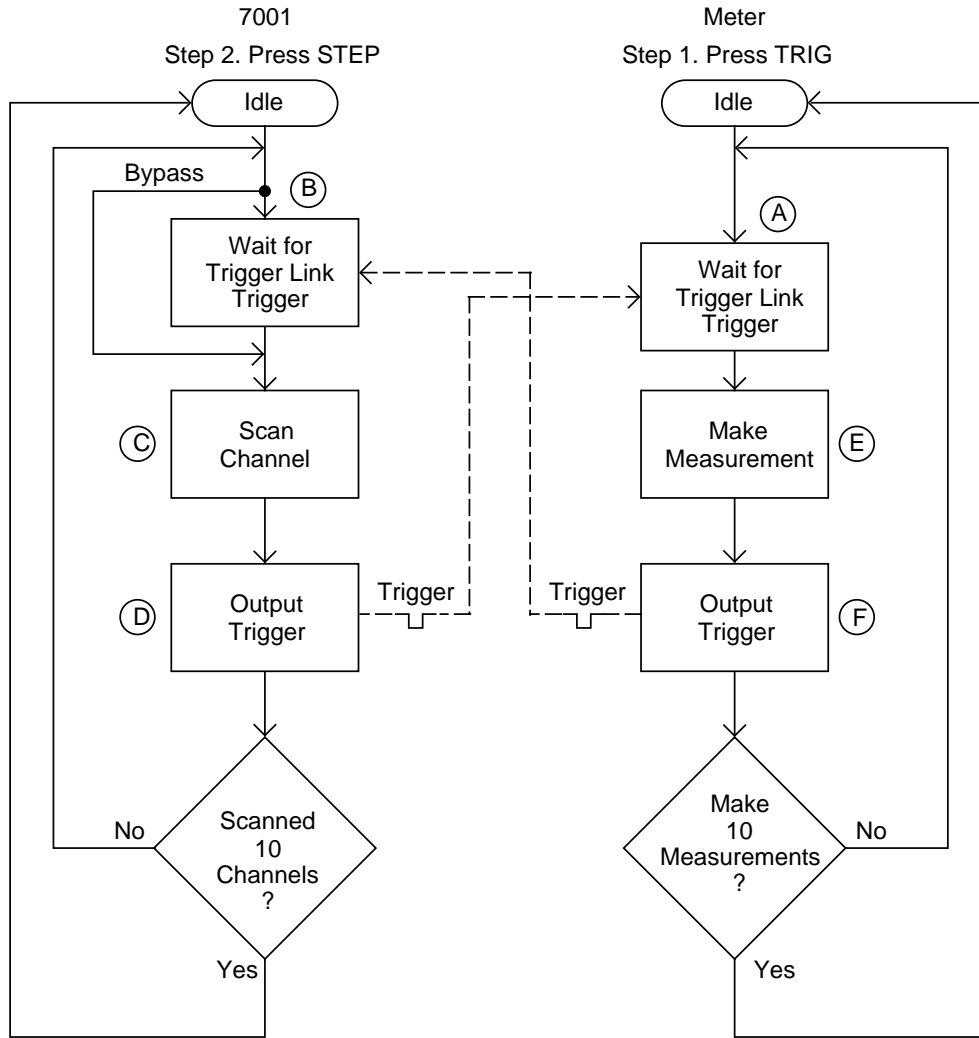 7001
Step 2. Press STEP
Idle
Bypass
B
Wait for
Trigger Link
Trigger
C
Scan
Channel
D
Output
Trigger
Trigger
Scanned
10
Channels
?
No
Yes
Meter
Step 1. Press TRIG
Idle
A
Wait for
Trigger Link
Trigger
Make
Measurement
E
Trigger
Output
Trigger
F
Make
10
Measurements
?
No
Yes